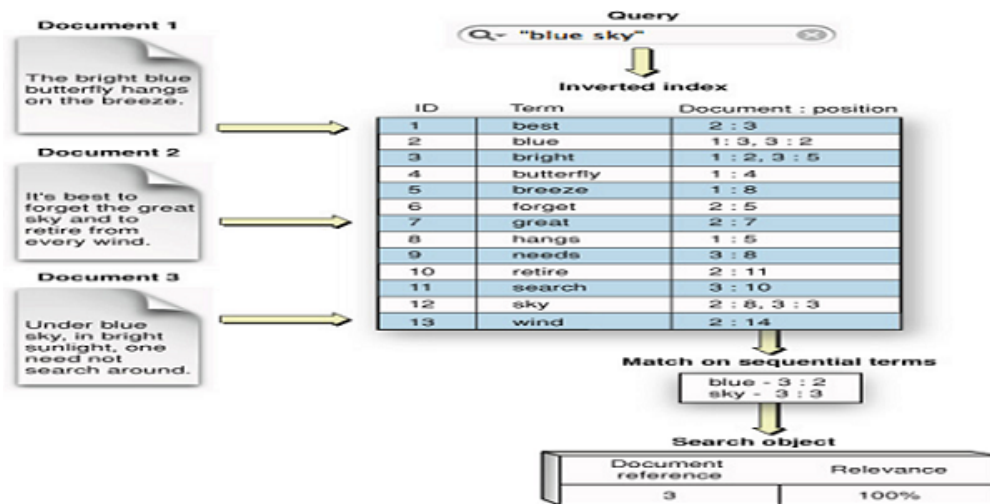 Document 1
The bright blue
butterfly hangs
on the breeze.
Document 2
It's best to
forget the great
sky and to
retire from
every wind.
Document 3
Under blue
sky, in bright
sunlight, one
need not
search around.
Query
"blue sky"
Inverted index
ID Term Document : position
1 best 2 : 3
2 blue 1: 3, 3 : 2
3 bright 1 : 2, 3 : 5
4 butterfly 1 : 4
5 breeze 1 : 8
6 forget 2 : 5
7 great 2 : 7
8 hangs 1 : 5
9 needs 3 : 8
10 retire 2 : 11
11 search 3 : 10
12 sky 2 : 8, 3 : 3
13 wind 2 : 14
Match on sequential terms
blue - 3 : 2
sky - 3 : 3
Search object
Document
reference
Relevance
3 100%